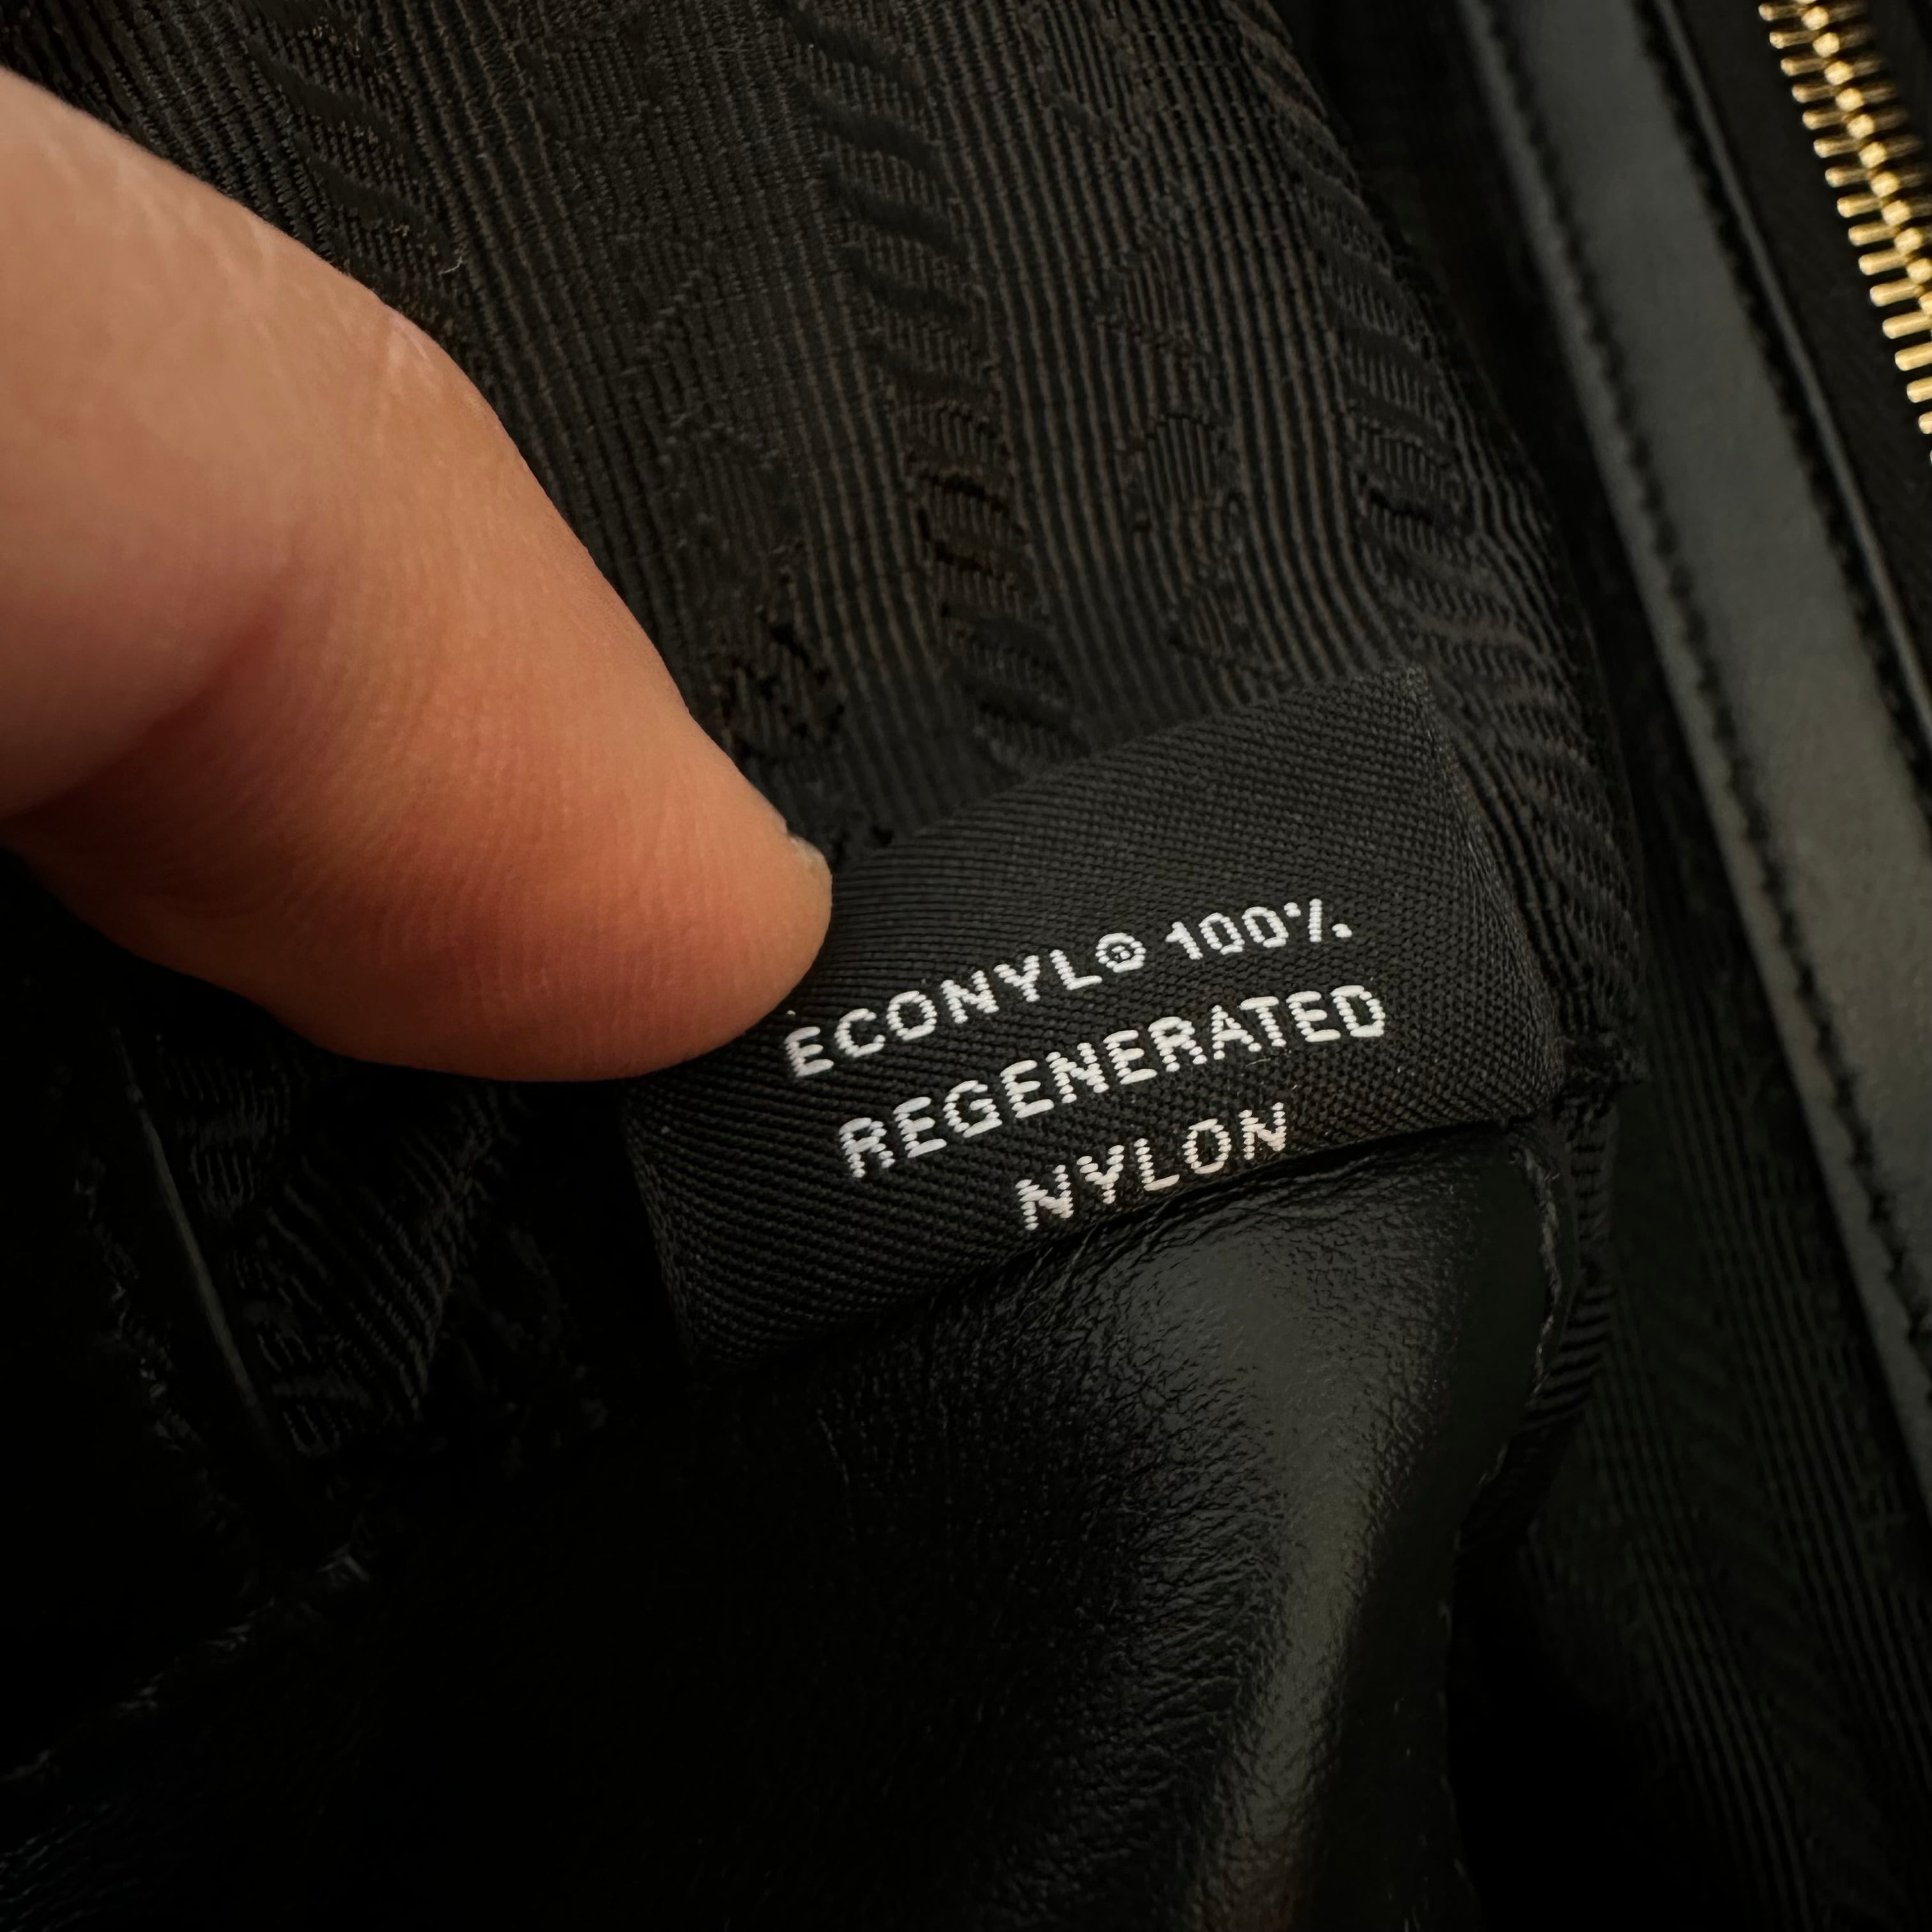 ECONYL® 100%
REGENERATED
NYLON